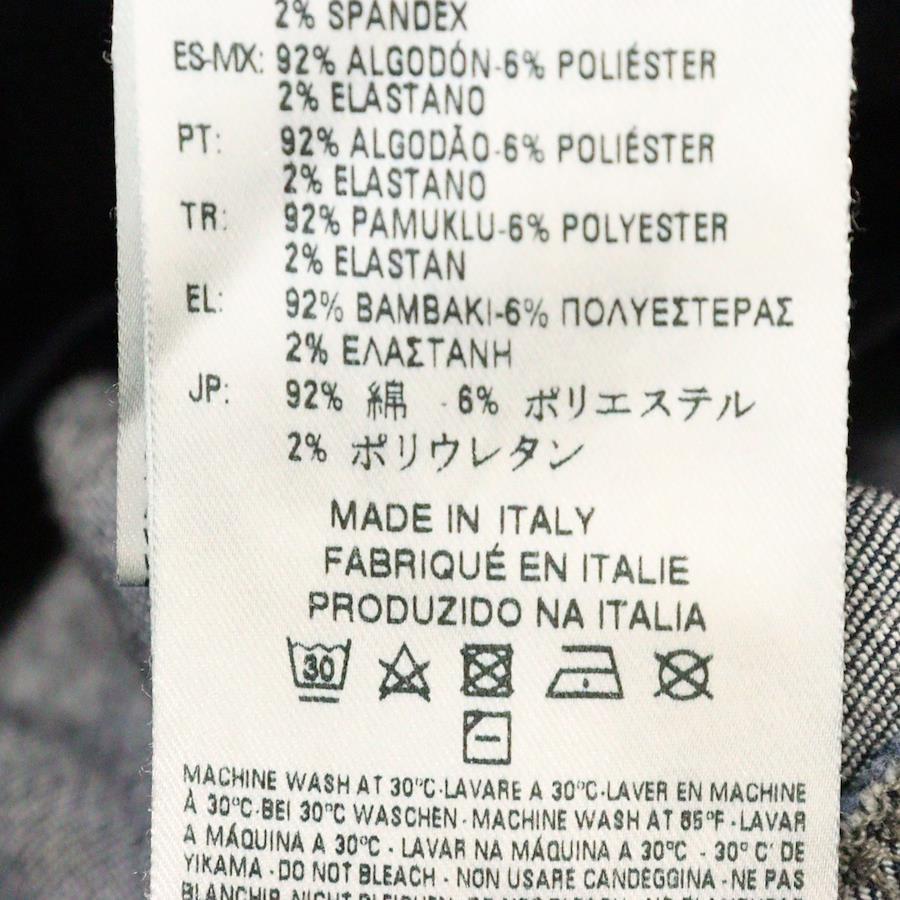 2% SPANDEX
ES-MX: 92% ALGODÓN-6% POLIÉSTER
2% ELASTANO
PT: 92% ALGODÃO-6% POLIÉSTER
2% ELASTANO
TR: 92% PAMUKLU-6% POLYESTER
2% ELASTAN
EL: 92% ΒΑΜΒΑΚΙ-6% ΠΟΛΥΕΣΤΕΡΑΣ
2% ΕΛΑΣΤΑΝΗ
JP: 92% 綿 - 6% ポリエステル
2% ポリウレタン
MADE IN ITALY
FABRIQUÉ EN ITALIE
PRODUZIDO NA ITALIA
30
MACHINE WASH AT 30°C-LAVARE A 30°C-LAVER EN MACHINE
À 30°C-BEI 30°C WASCHEN - MACHINE WASH AT 85°F - LAVAR
A MÁQUINA A 30°C - LAVAR NA MÁQUINA A 30°C - 30° C' DE
YIKAMA - DO NOT BLEACH - NON USARE CANDEGGINA - NE PAS
BLANCHIR-NICHT BLEICHEN